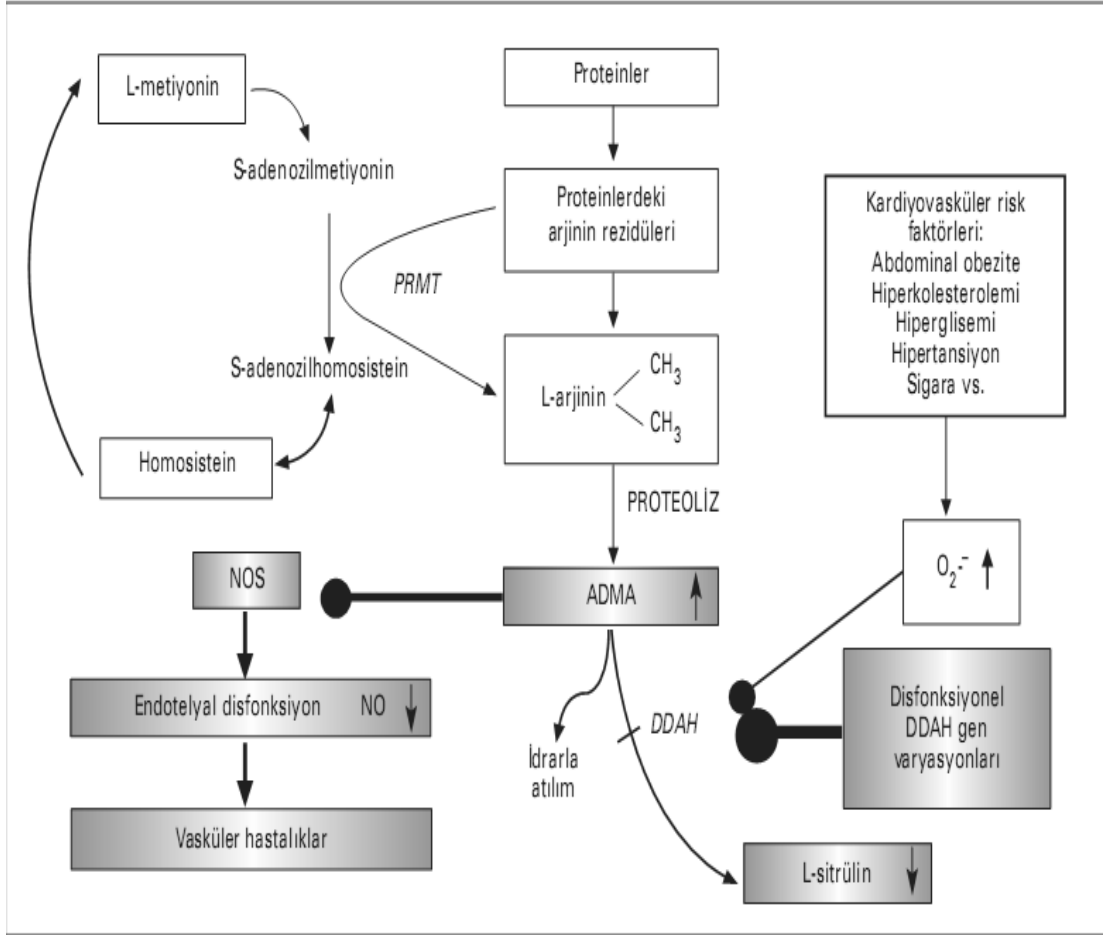 L-metiyonin
S-adenozilmetiyonin
S-adenozilhomosistein
Homosistein
Proteinler
Proteinlerdeki
arjinin rezidüleri
PRMT
L-arjinin
CH3
CH3
PROTEOLİZ
Kardiyovasküler risk
faktörleri:
Abdominal obezite
Hiperkolesterolemi
Hiperglisemi
Hipertansiyon
Sigara vs.
O2.-
NOS
ADMA
Endotelyal disfonksiyon NO
Vasküler hastalıklar
İdrarla
atılım
DDAH
Disfonksiyonel
DDAH gen
varyasyonları
L-sitrülin